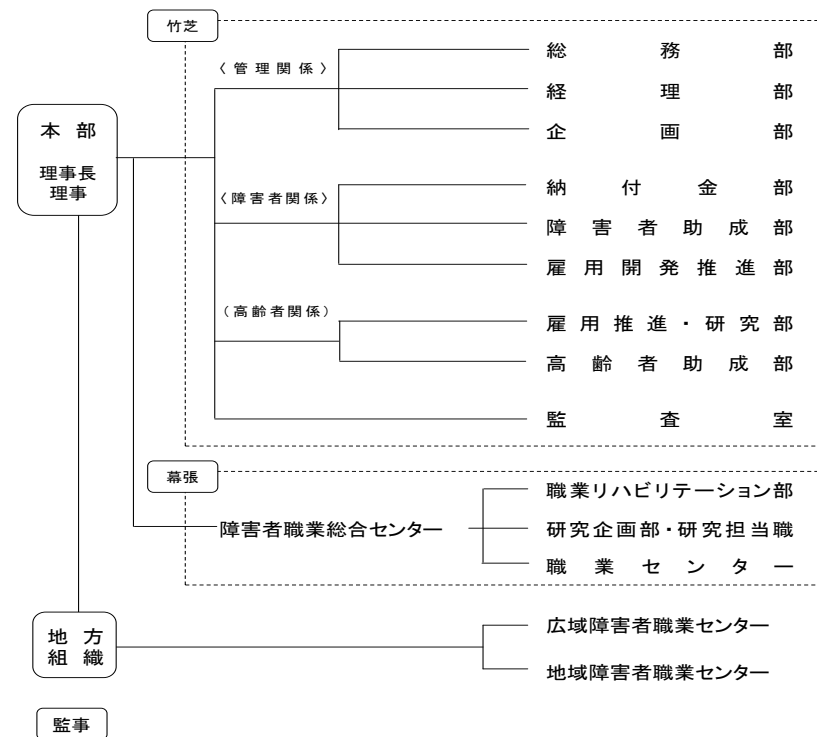 竹芝
〈管理関係〉
総務部
経理部
企画部
本部
理事長
理事
〈障害者関係〉
納付金部
障害者助成部
雇用開発推進部
（高齢者関係）
雇用推進・研究部
高齢者助成部
監査室
幕張
障害者職業総合センター
職業リハビリテーション部
研究企画部・研究担当職
職業センター
地方
組織
広域障害者職業センター
地域障害者職業センター
監事